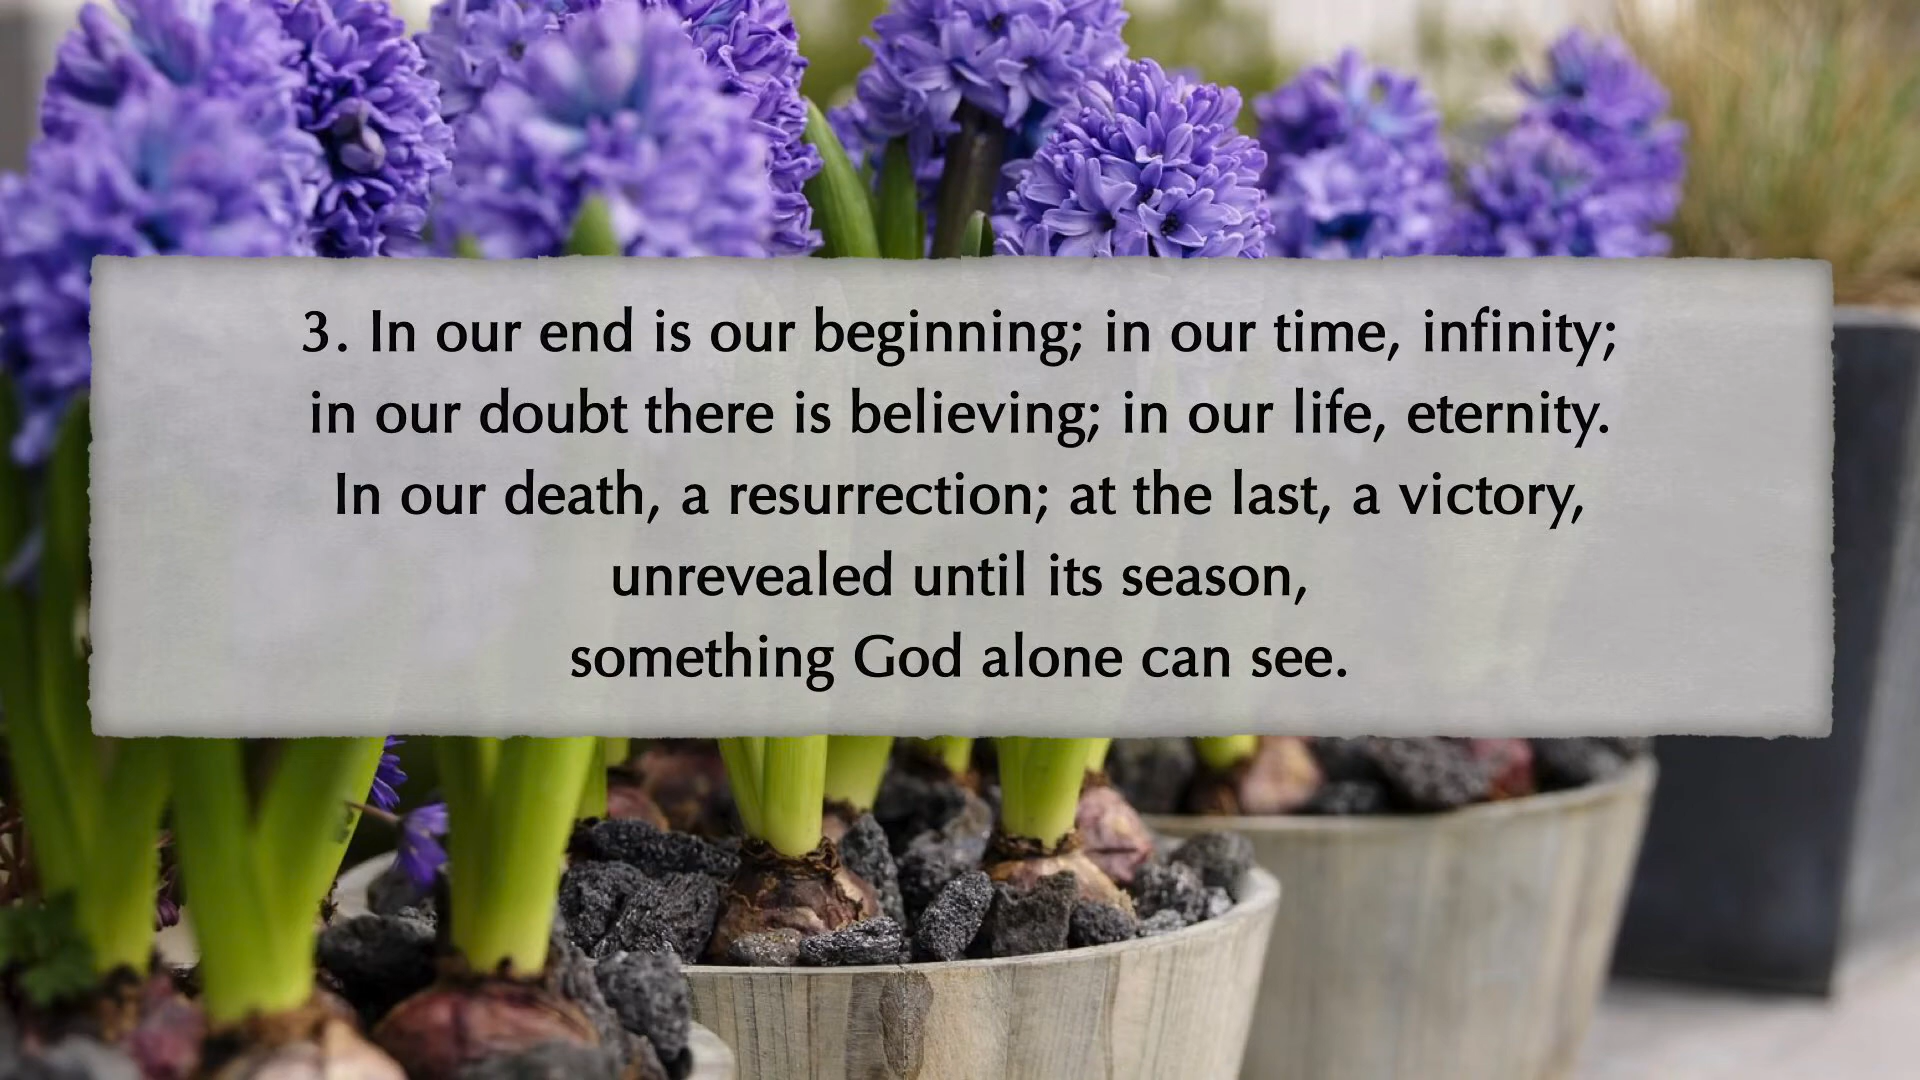 3. In our end is our beginning; in our time, infinity;
in our doubt there is believing; in our life, eternity.
In our death, a resurrection; at the last, a victory,
unrevealed until its season,
something God alone can see.